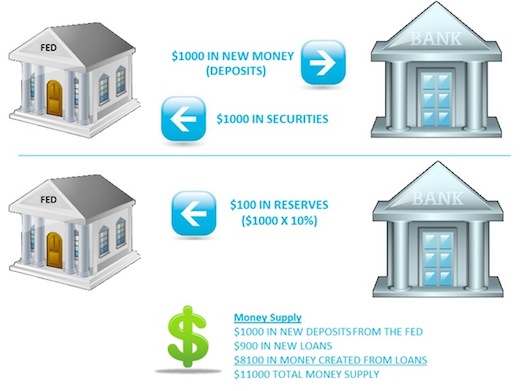 FED
$1000 IN NEW MONEY
(DEPOSITS)
BANK
$1000 IN SECURITIES
FED
$100 IN RESERVES
($1000 X 10%)
BANK
$
Money Supply
$1000 IN NEW DEPOSITS FROM THE FED
$900 IN NEW LOANS
$8100 IN MONEY CREATED FROM LOANS
$11000 TOTAL MONEY SUPPLY